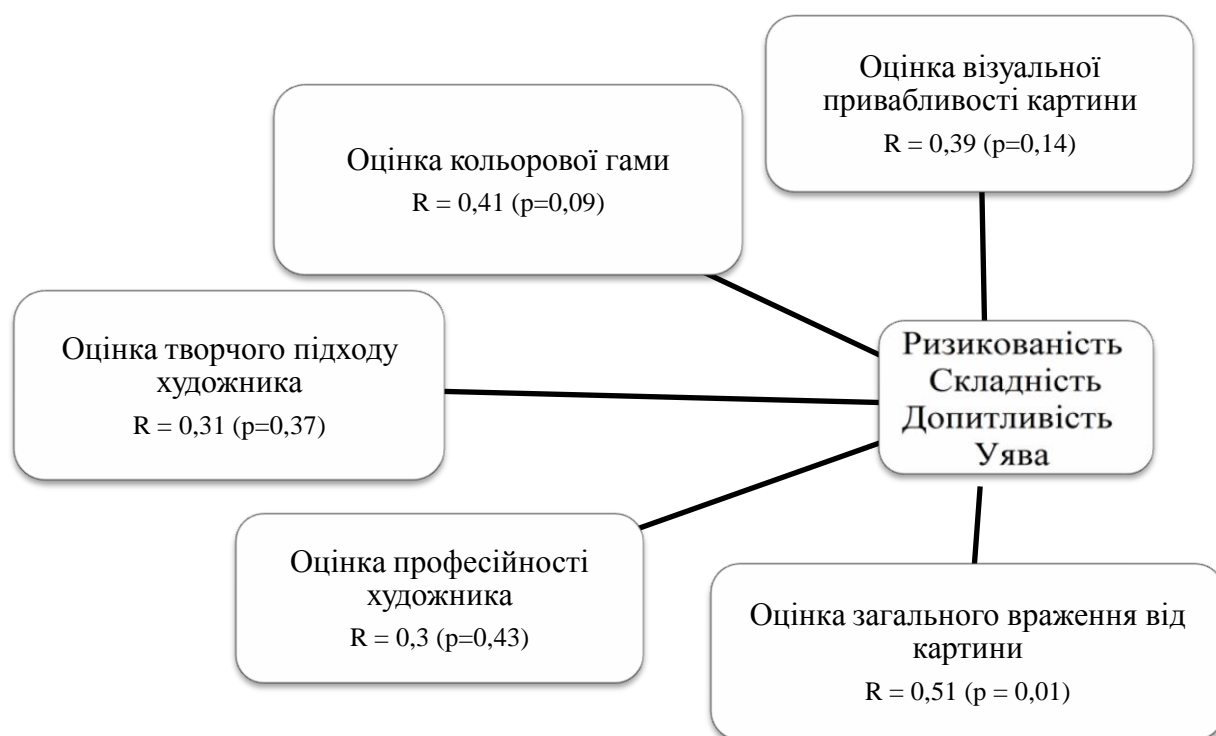 Оцінка візуальної
привабливості картини
R = 0,39 (p=0,14)
Оцінка кольорової гами
R = 0,41 (p=0,09)
Оцінка творчого підходу
художника
R = 0,31 (p=0,37)
Ризикованість
Складність
Допитливість
Уява
Оцінка професійності
художника
R = 0,3 (p=0,43)
Оцінка загального враження від
картини
R = 0,51 (p = 0,01)